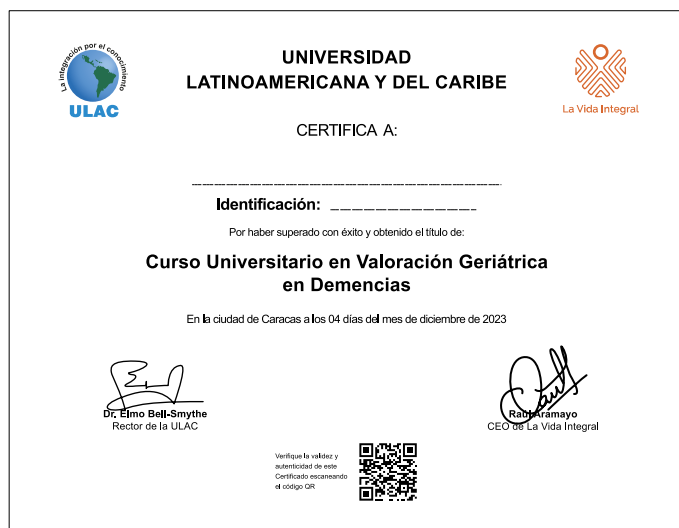 La integración por el conocimiento
ULAC
UNIVERSIDAD
LATINOAMERICANA Y DEL CARIBE
La Vida Integral
CERTIFICA A:
Identificación:
Por haber superado con éxito y obtenido el título de:
Curso Universitario en Valoración Geriátrica
en Demencias
En la ciudad de Caracas a los 04 días del mes de diciembre de 2023
Dr. Elmo Bell-Smythe
Rector de la ULAC
Raúl Aramayo
CEO de La Vida Integral
Verifique la validez y
autenticidad de este
Certificado escaneando
el código QR